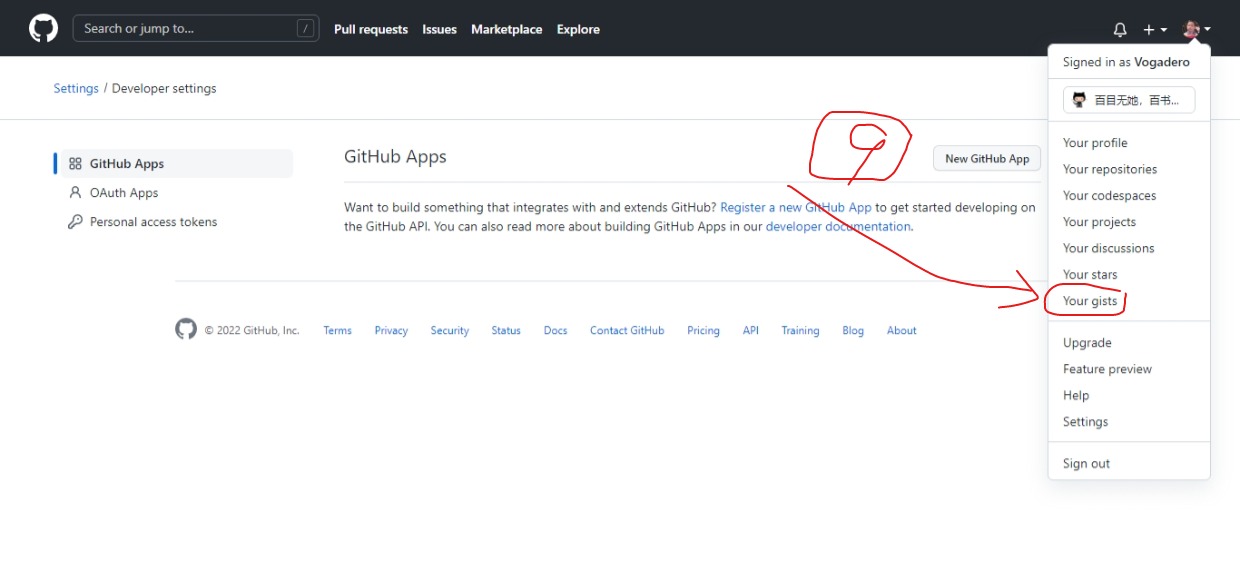 Search or jump to... /
Pull requests Issues Marketplace Explore
Signed in as Vogadero
百目无她，百书...
Settings / Developer settings
GitHub Apps
OAuth Apps
Personal access tokens
GitHub Apps
9
New GitHub App
Want to build something that integrates with and extends GitHub? Register a new GitHub App to get started developing on
the GitHub API. You can also read more about building GitHub Apps in our developer documentation.
Your profile
Your repositories
Your codespaces
Your projects
Your discussions
Your stars
Your gists
Upgrade
Feature preview
Help
Settings
Sign out
© 2022 GitHub, Inc. Terms Privacy Security Status Docs Contact GitHub Pricing API Training Blog About